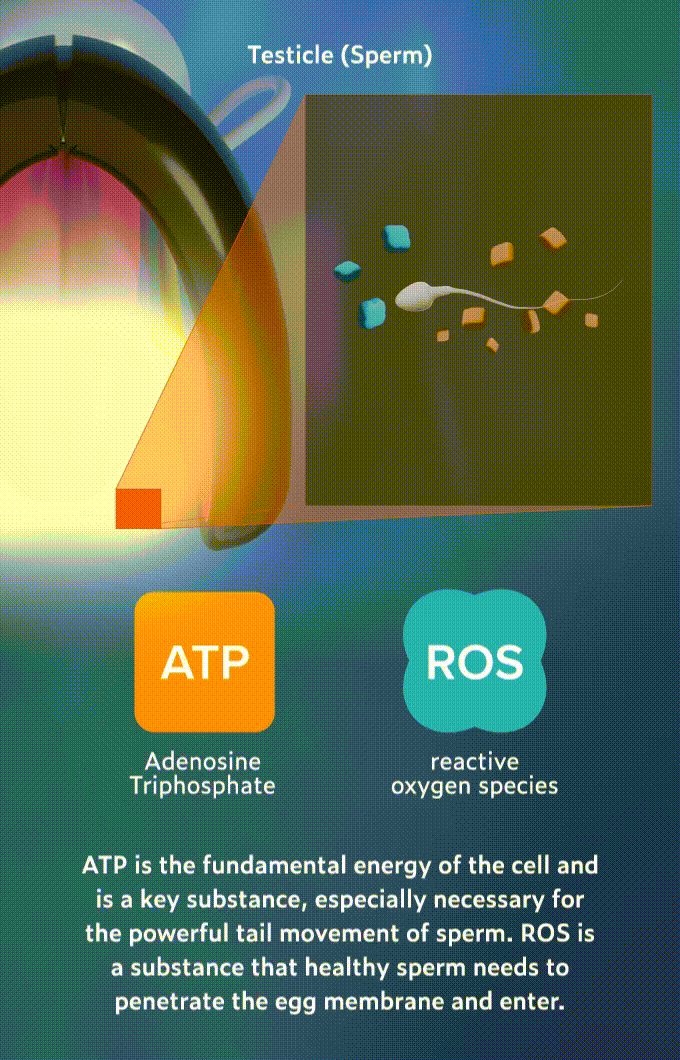 Testicle (Sperm)
ATP
ROS
Adenosine
Triphosphate
reactive
oxygen species
ATP is the fundamental energy of the cell and
is a key substance, especially necessary for
the powerful tail movement of sperm. ROS is
a substance that healthy sperm needs to
penetrate the egg membrane and enter.